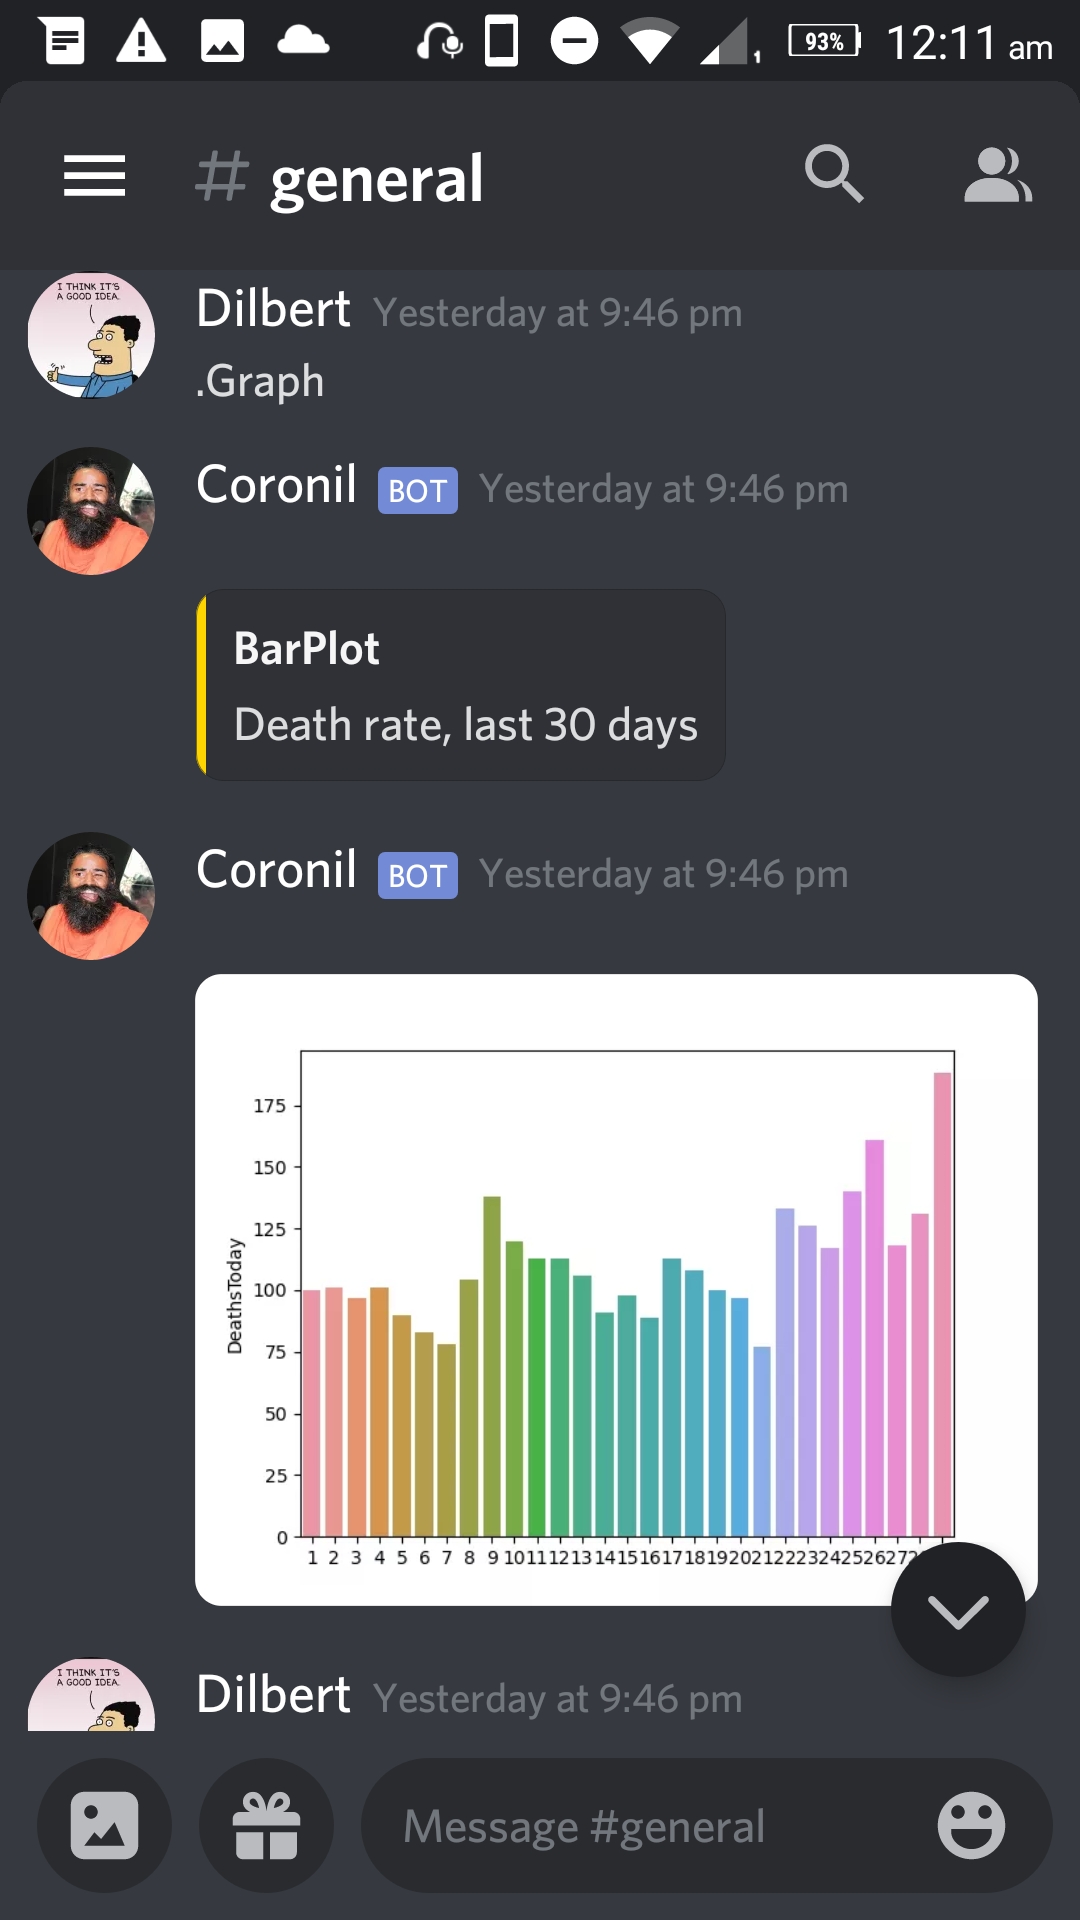 93% 12:11 am
# general
I THINK IT'S
A GOOD IDEA.
Dilbert Yesterday at 9:46 pm
.Graph
Coronil BOT Yesterday at 9:46 pm
BarPlot
Death rate, last 30 days
Coronil BOT Yesterday at 9:46 pm
175
150
125
100
75
50
25
0
DeathsToday
1 2 3 4 5 6 7 8 9 10 11 12 13 14 15 16 17 18 19 20 21 22 23 24 25 26 27
I THINK IT'S
A GOOD IDEA.
Dilbert Yesterday at 9:46 pm
Message #general